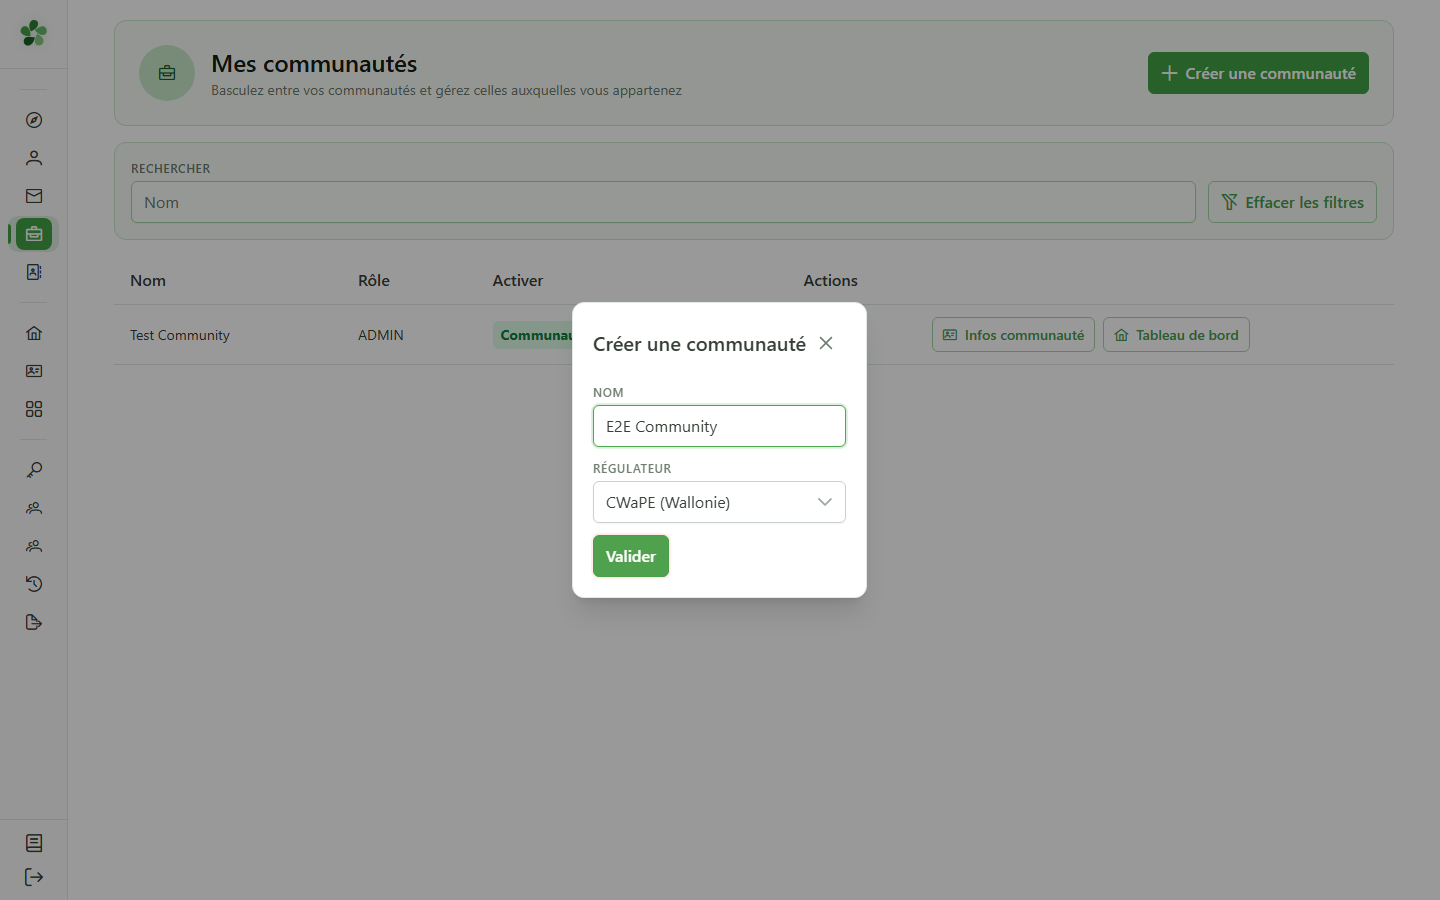 Mes communautés
Basculez entre vos communautés et gérez celles auxquelles vous appartenez
Créer une communauté
RECHERCHER
Nom
Effacer les filtres
Nom Rôle Activer Actions
Test Community ADMIN Infos communauté Tableau de bord
Créer une communauté
NOM
E2E Community
RÉGULATEUR
CWaPE (Wallonie)
Valider